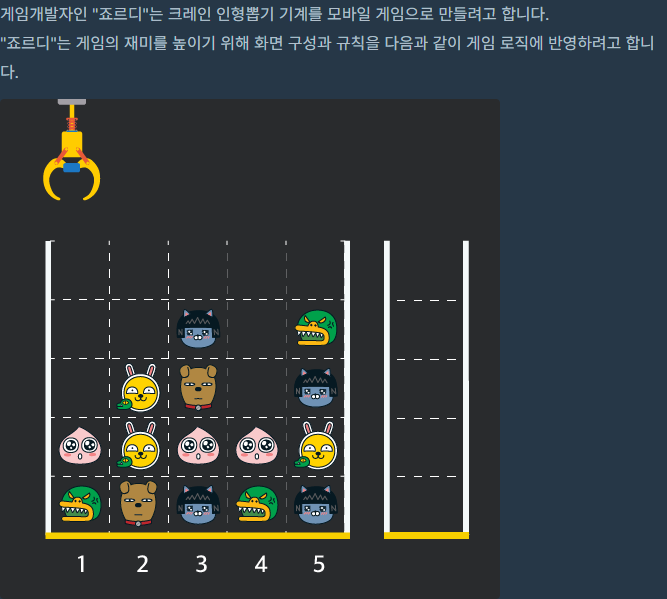 게임개발자인 "죠르디"는 크레인 인형뽑기 기계를 모바일 게임으로 만들려고 합니다.
"죠르디"는 게임의 재미를 높이기 위해 화면 구성과 규칙을 다음과 같이 게임 로직에 반영하려고 합니
다.
1 2 3 4 5